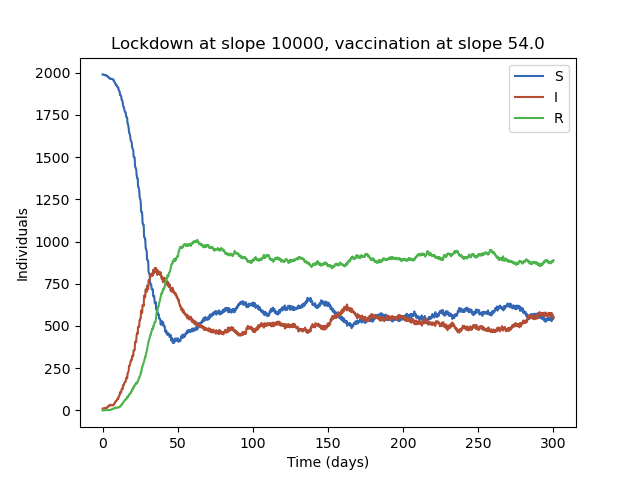 Lockdown at slope 10000, vaccination at slope 54.0
S
I
R
2000
1750
1500
1250
1000
750
500
250
0
Individuals
0 50 100 150 200 250 300
Time (days)